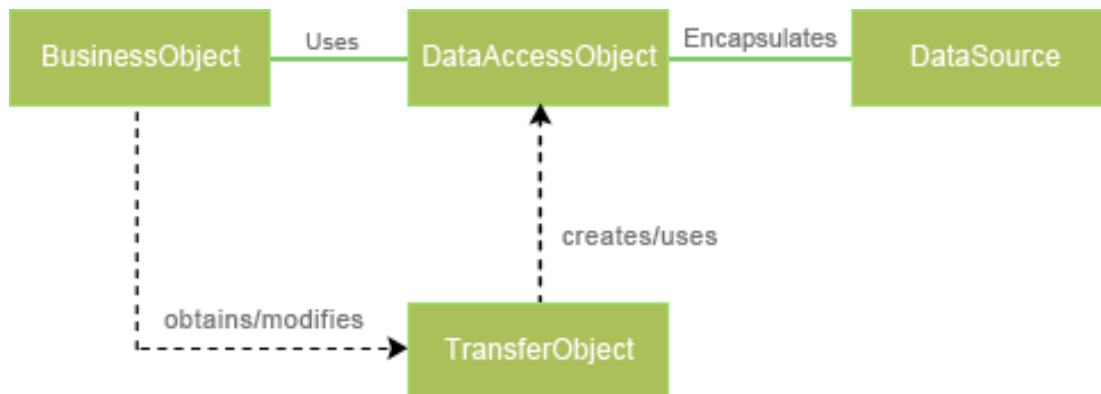 BusinessObject
Uses
DataAccessObject
Encapsulates
DataSource
creates/uses
obtains/modifies
TransferObject